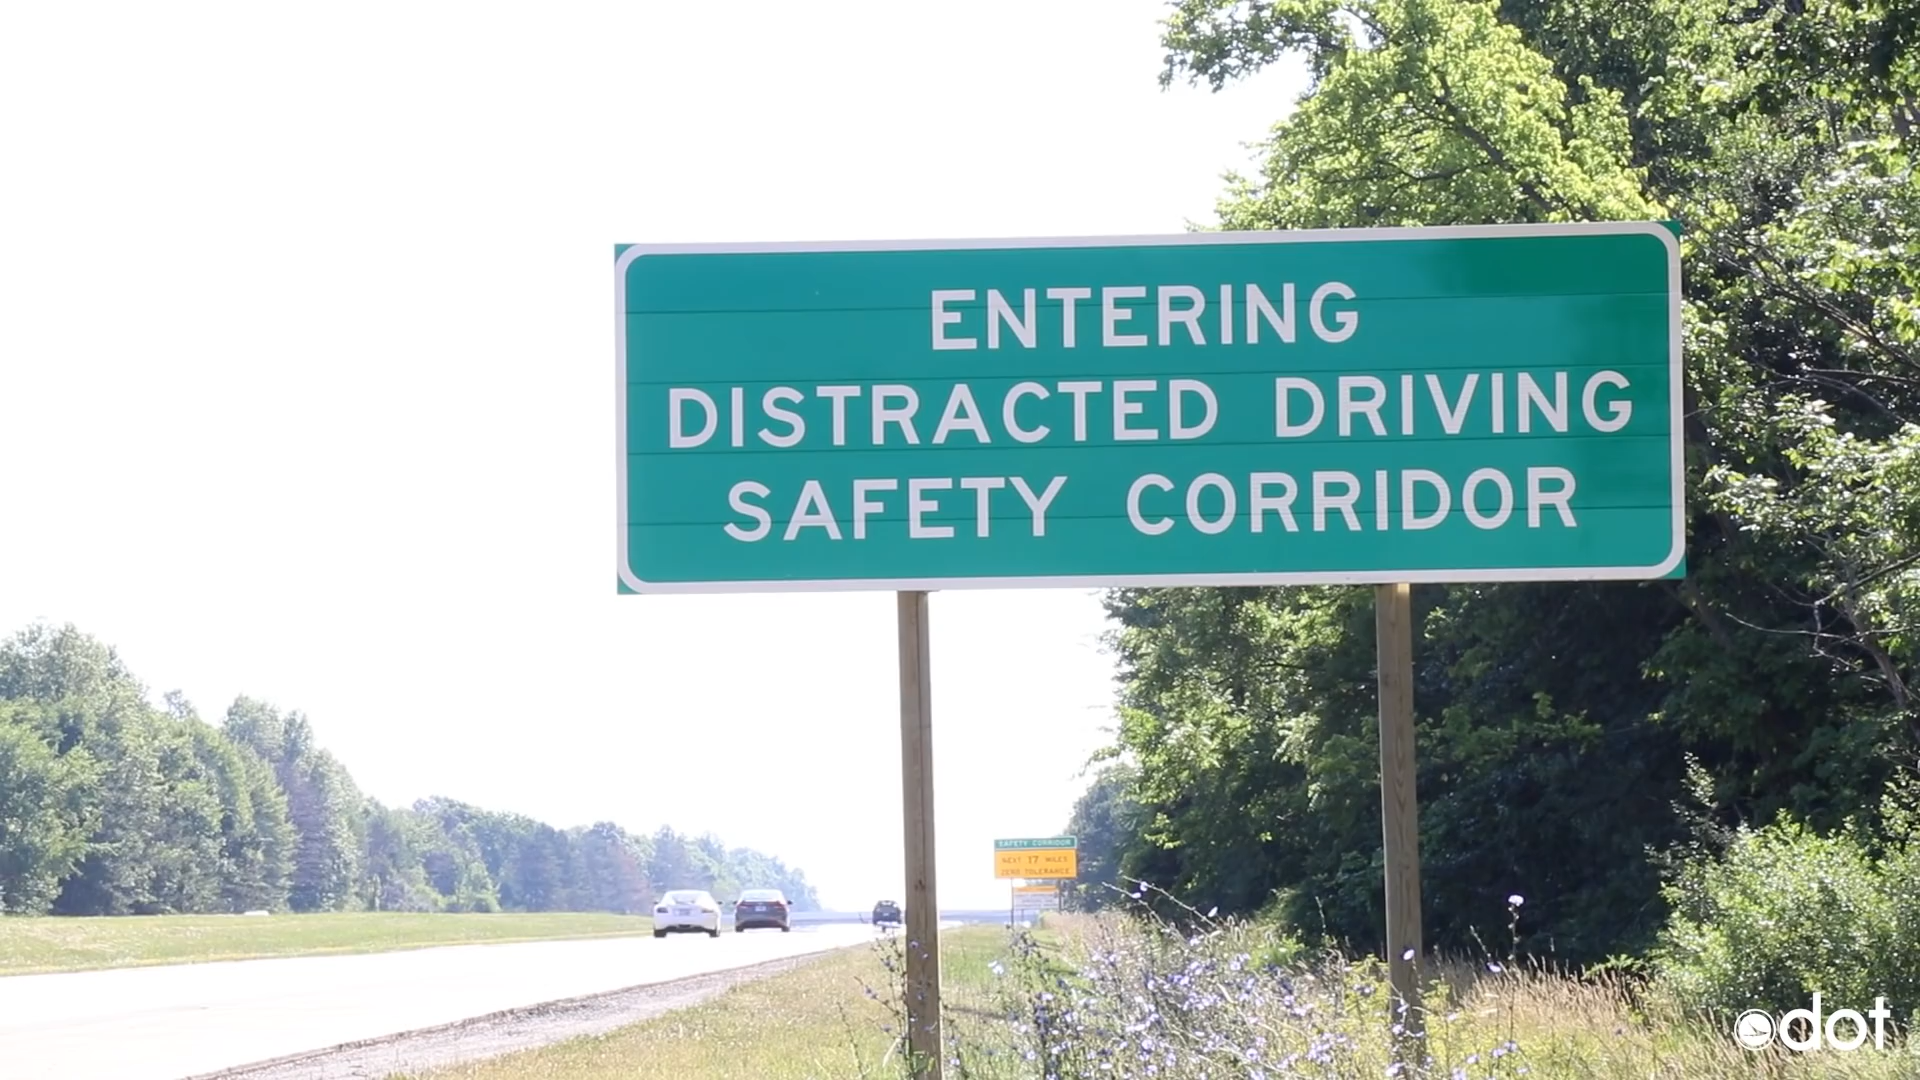 ENTERING
DISTRACTED DRIVING
SAFETY CORRIDOR
SAFETY CORRIDOR
NEXT 17 MILES
ZERO TOLERANCE
odot